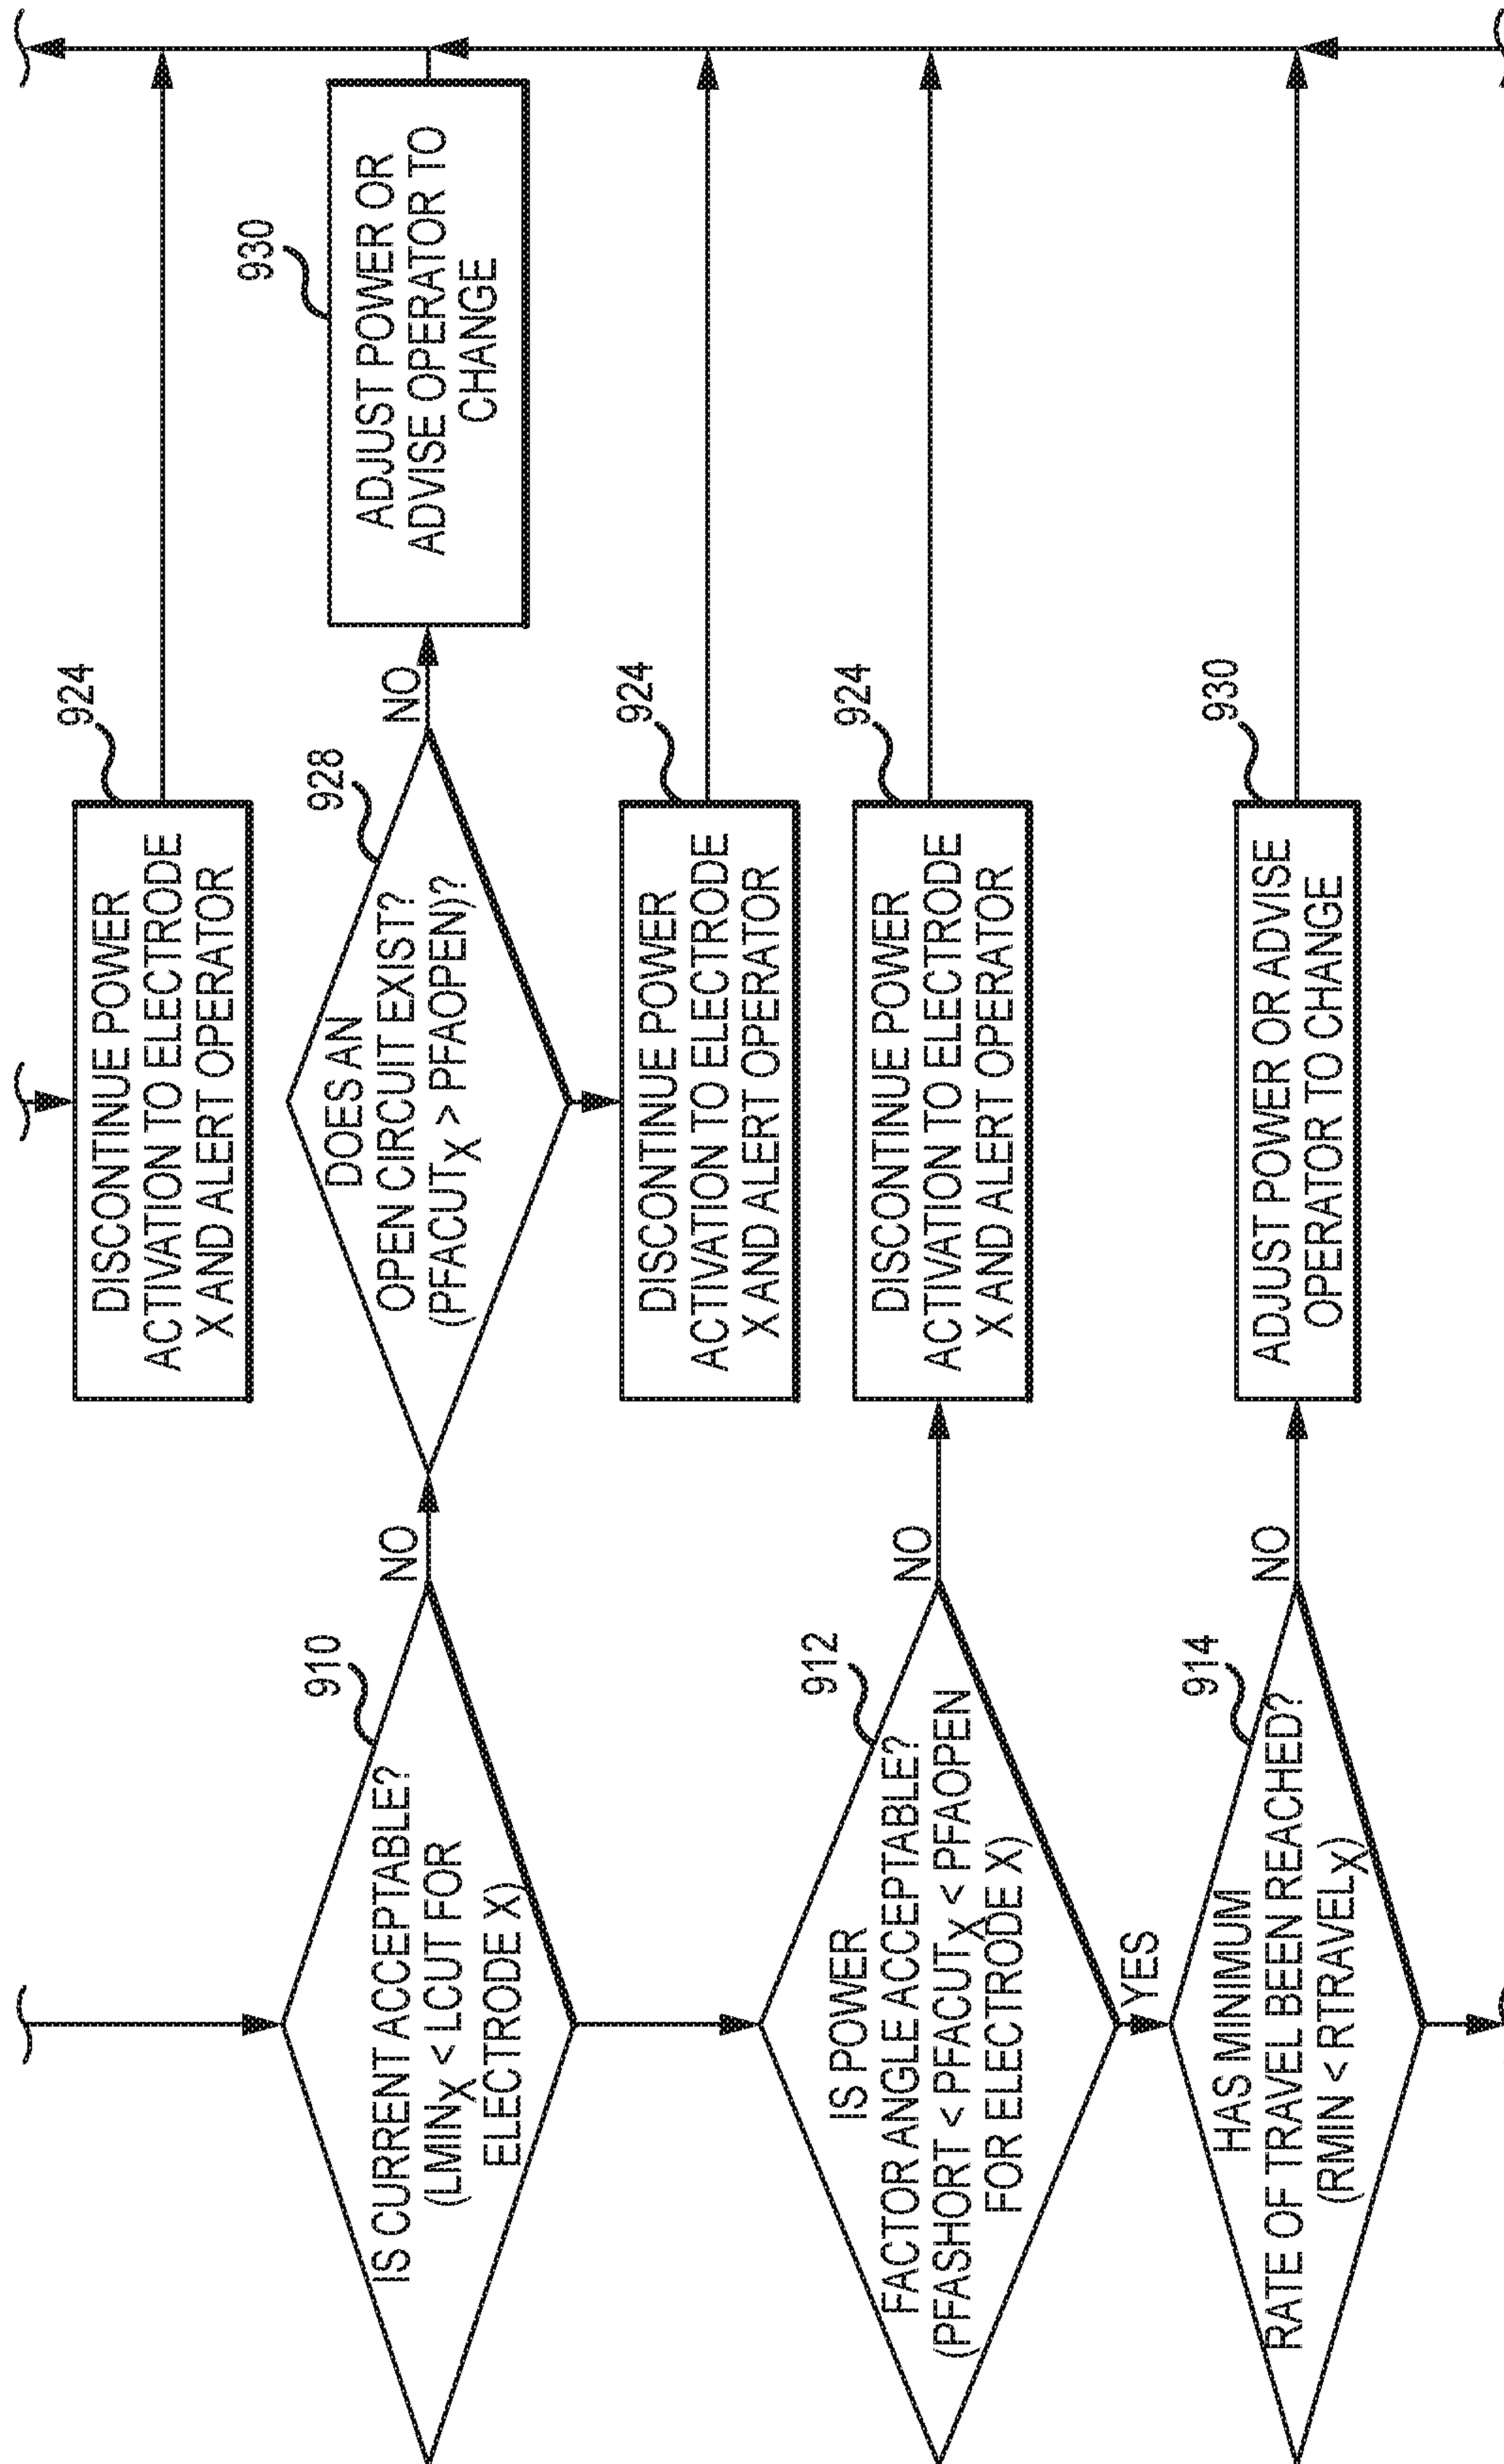 924
DISCONTINUE POWER
ACTIVATION TO ELECTRODE
X AND ALERT OPERATOR
910
IS CURRENT ACCEPTABLE?
(LMINX < LCUT FOR
ELECTRODE X)
NO
928
DOES AN
OPEN CIRCUIT EXIST?
(PFACUTX > PFAOPEN)?
NO
930
ADJUST POWER OR
ADVISE OPERATOR TO
CHANGE
924
DISCONTINUE POWER
ACTIVATION TO ELECTRODE
X AND ALERT OPERATOR
912
IS POWER
FACTOR ANGLE ACCEPTABLE?
(PFASHORT < PFACUTX < PFAOPEN
FOR ELECTRODE X)
NO
924
DISCONTINUE POWER
ACTIVATION TO ELECTRODE
X AND ALERT OPERATOR
YES
914
HAS MINIMUM
RATE OF TRAVEL BEEN REACHED?
(RMIN < RTRAVELX)
NO
930
ADJUST POWER OR ADVISE
OPERATOR TO CHANGE